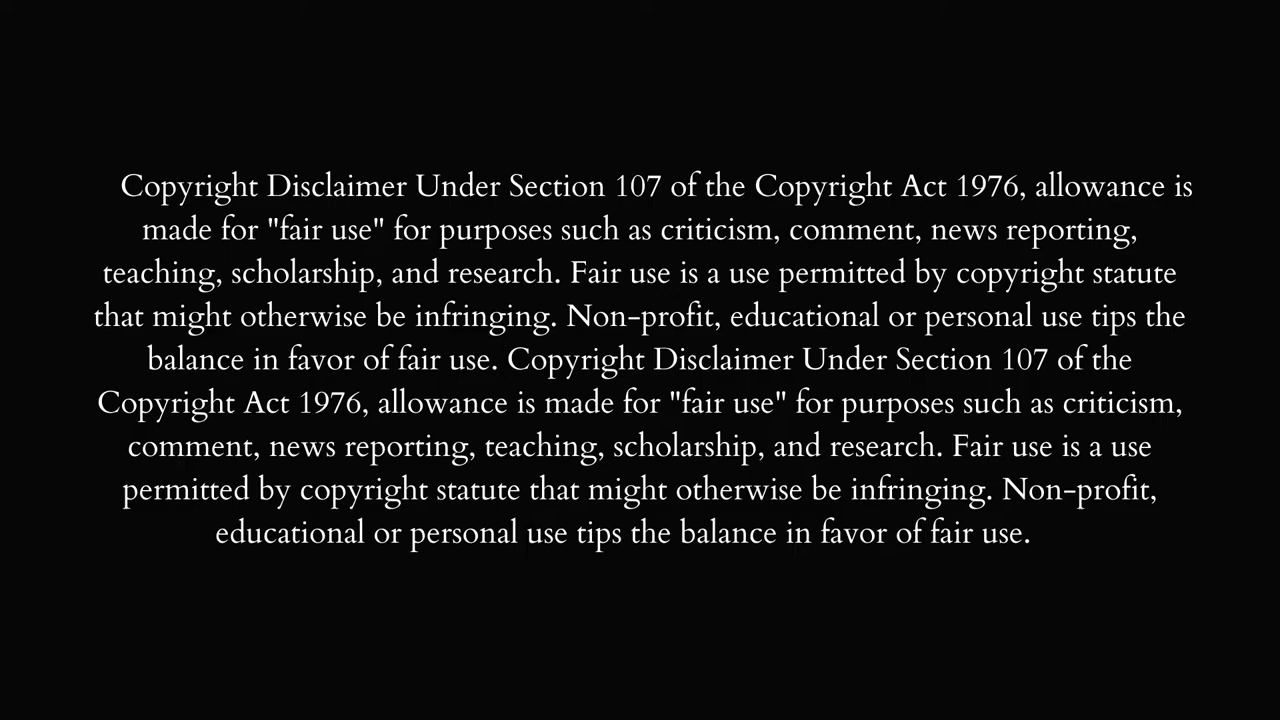 Copyright Disclaimer Under Section 107 of the Copyright Act 1976, allowance is
made for "fair use" for purposes such as criticism, comment, news reporting,
teaching, scholarship, and research. Fair use is a use permitted by copyright statute
that might otherwise be infringing. Non-profit, educational or personal use tips the
balance in favor of fair use. Copyright Disclaimer Under Section 107 of the
Copyright Act 1976, allowance is made for "fair use" for purposes such as criticism,
comment, news reporting, teaching, scholarship, and research. Fair use is a use
permitted by copyright statute that might otherwise be infringing. Non-profit,
educational or personal use tips the balance in favor of fair use.